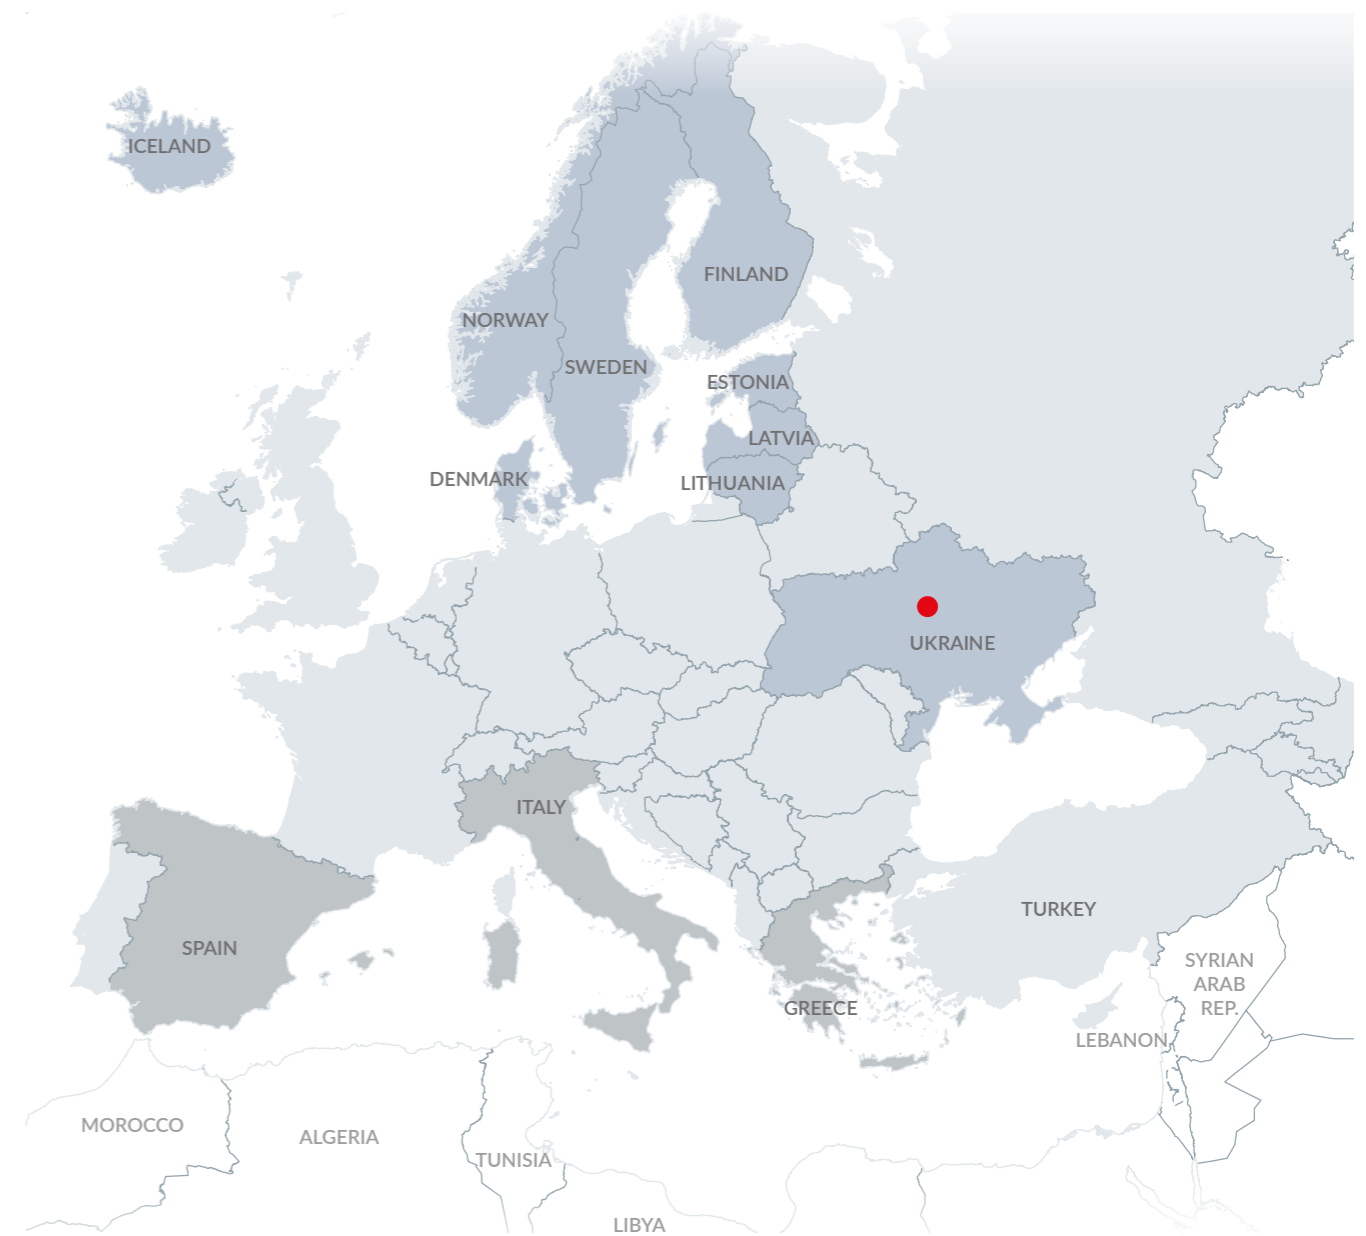 ICELAND
FINLAND
NORWAY
SWEDEN
ESTONIA
LATVIA
DENMARK
LITHUANIA
UKRAINE
ITALY
TURKEY
SPAIN
SYRIAN
ARAB
REP.
GREECE
LEBANON
MOROCCO
ALGERIA
TUNISIA
LIBYA